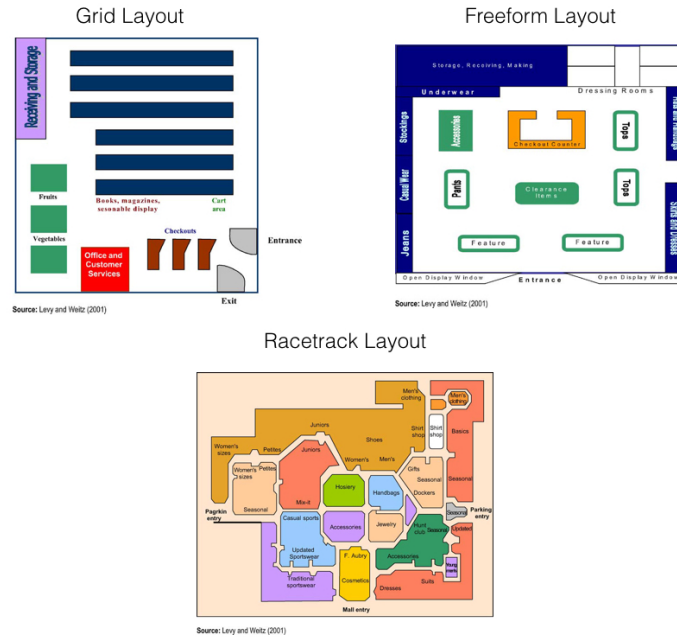 Grid Layout
Receiving and Storage
Fruits
Vegetables
Books, magazines,
sesonable display
Cart
area
Checkouts
Office and
Customer
Services
Entrance
Exit
Source: Levy and Weitz (2001)
Freeform Layout
Storage, Receiving, Making
Underwear
Dressing Rooms
Stockings
Accessories
Checkout Counter
Tops
Casual Wear
Pants
Clearance
Items
Tops
Skirts and Dresses
Jeans
Feature
Feature
Open Display Window
Entrance
Open Display Window
Source: Levy and Weitz (2001)
Racetrack Layout
Men's
clothing
Men's
clothing
Juniors
Shirt
shop
Shirt
shop
Basics
Women's
sizes
Petites
Juniors
Shoes
Women's
Men's
Women's
sizes
Petites
Gifts
Seasonal
Seasonal
Hosiery
Handbags
Dockers
Mix-it
Seasonal
Pagrkin
entry
Casual sports
Accessories
Jewelry
Hunt
club
Seasonal
Seasonal
Parking
entry
Updated
Updated
Sportswear
F. Aubry
Accessories
Traditional
sportswear
Cosmetics
Dresses
Suits
Mall entry
Source: Levy and Weitz (2001)